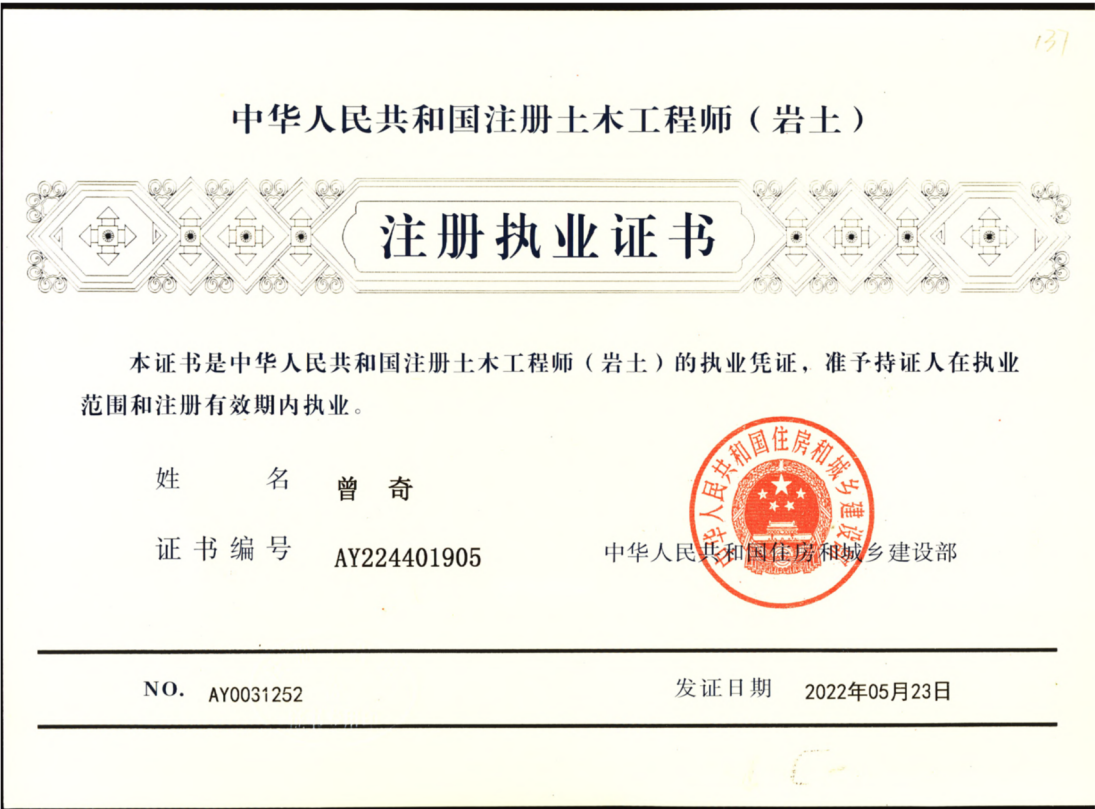 137
中华人民共和国注册土木工程师（岩土）
注册执业证书
本证书是中华人民共和国注册土木工程师（岩土）的执业凭证，准予持证人在执业
范围和注册有效期内执业。
姓名 曾奇
证书编号 AY224401905
中华人民共和国住房和城乡建设部
中华人民共和国住房和城乡建设部
NO. AY0031252
发证日期 2022年05月23日